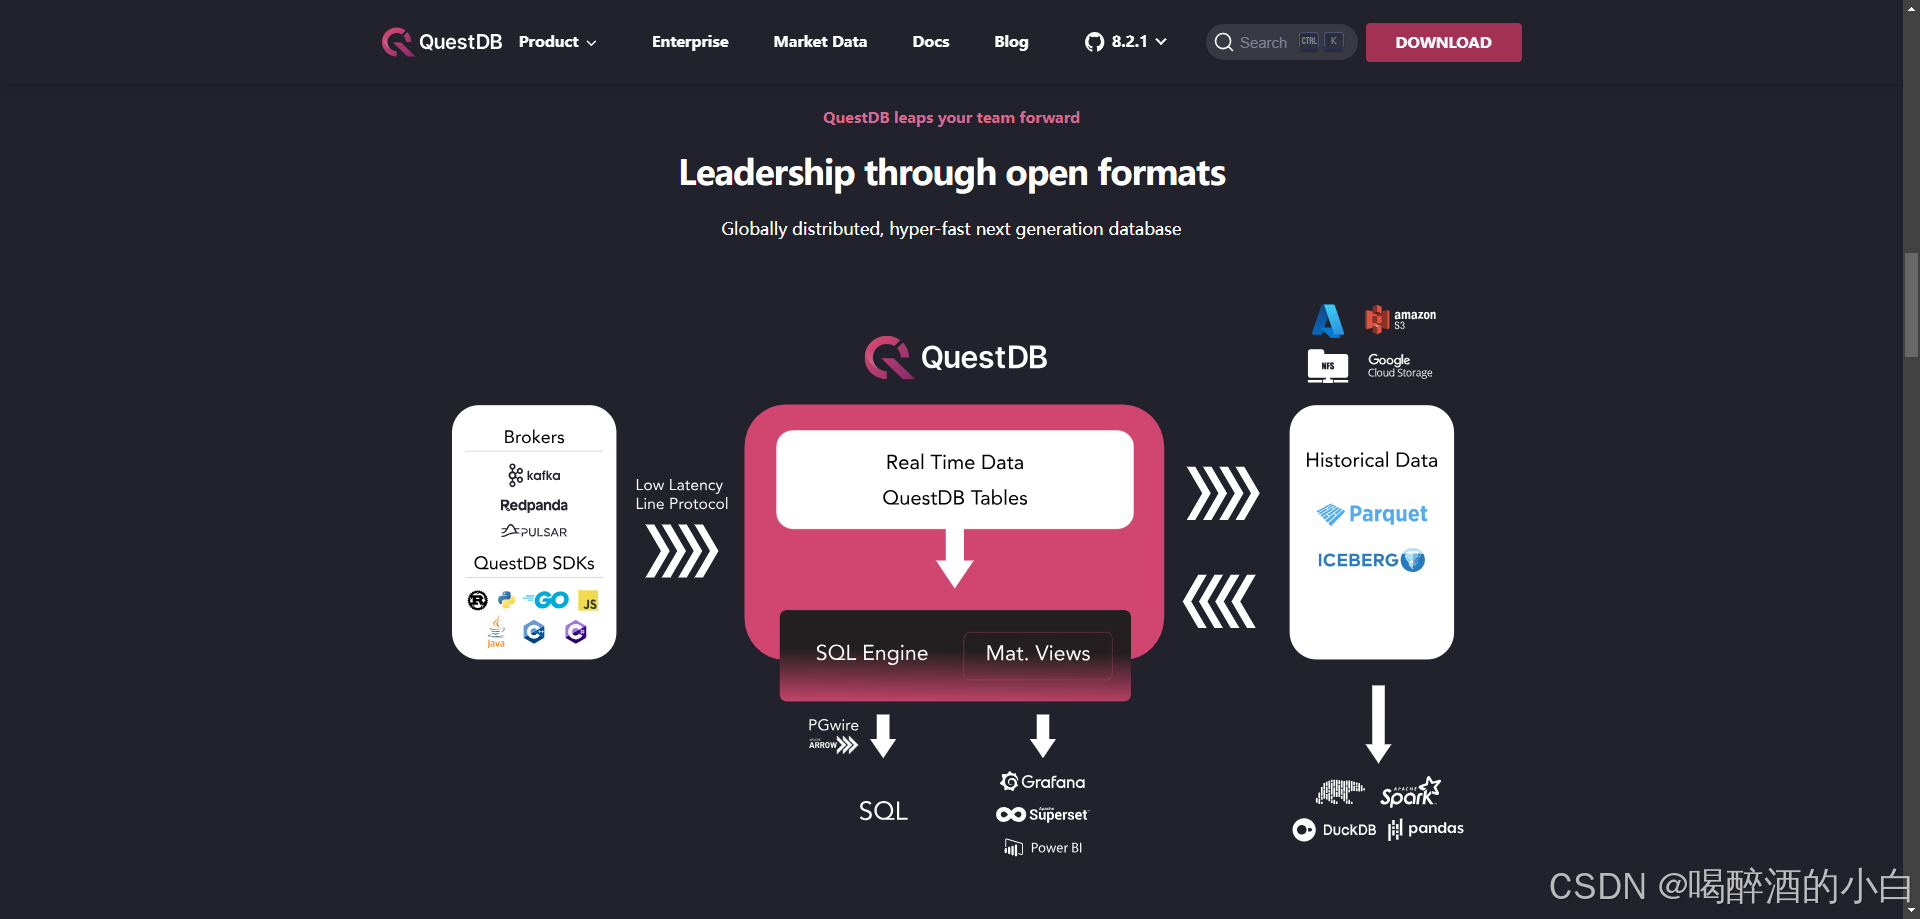 QuestDB Product Enterprise Market Data Docs Blog 8.2.1 Search CTRL K DOWNLOAD
QuestDB leaps your team forward
Leadership through open formats
Globally distributed, hyper-fast next generation database
amazon
S3
NFS
Google
Cloud Storage
QuestDB
Brokers
kafka
Redpanda
PULSAR
QuestDB SDKs
R
GO
JS
Java
C++
C#
Low Latency
Line Protocol
Real Time Data
QuestDB Tables
SQL Engine
Mat. Views
Historical Data
Parquet
ICEBERG
PGwire
APACHE
ARROW
SQL
Grafana
Apache
Superset
Power BI
APACHE
Spark
DuckDB
pandas
CSDN @喝醉酒的小白